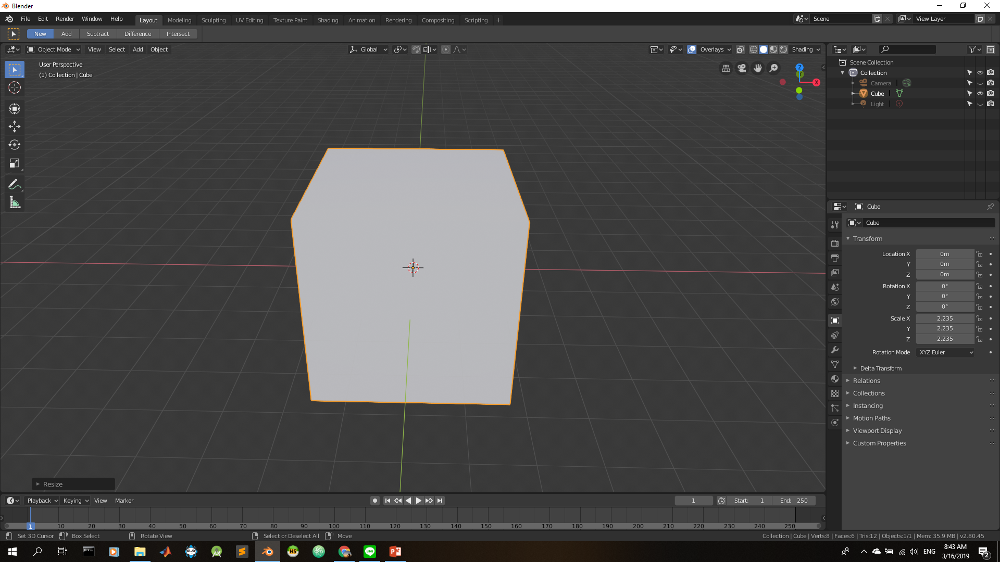 Blender
File Edit Render Window Help Layout Modeling Sculpting UV Editing Texture Paint Shading Animation Rendering Compositing Scripting + Scene View Layer
New Add Subtract Difference Intersect
Object Mode View Select Add Object Global Overlays Shading
User Perspective
(1) Collection | Cube
Z
X
Scene Collection
Collection
Camera
Cube
Light
Cube
Cube
Transform
Location X 0m
Y 0m
Z 0m
Rotation X 0°
Y 0°
Z 0°
Scale X 2.235
Y 2.235
Z 2.235
Rotation Mode XYZ Euler
Delta Transform
Relations
Collections
Instancing
Motion Paths
Viewport Display
Custom Properties
Resize
Playback Keying View Marker 1 Start: 1 End: 250
1 10 20 30 40 50 60 70 80 90 100 110 120 130 140 150 160 170 180 190 200 210 220 230 240 250
Set 3D Cursor Box Select Rotate View Select or Deselect All Move Collection | Cube | Verts:8 | Faces:6 | Tris:12 | Objects:1/1 | Mem: 35.9 MB | v2.80.45
HS LINE P ENG 8:43 AM
3/16/2019
2